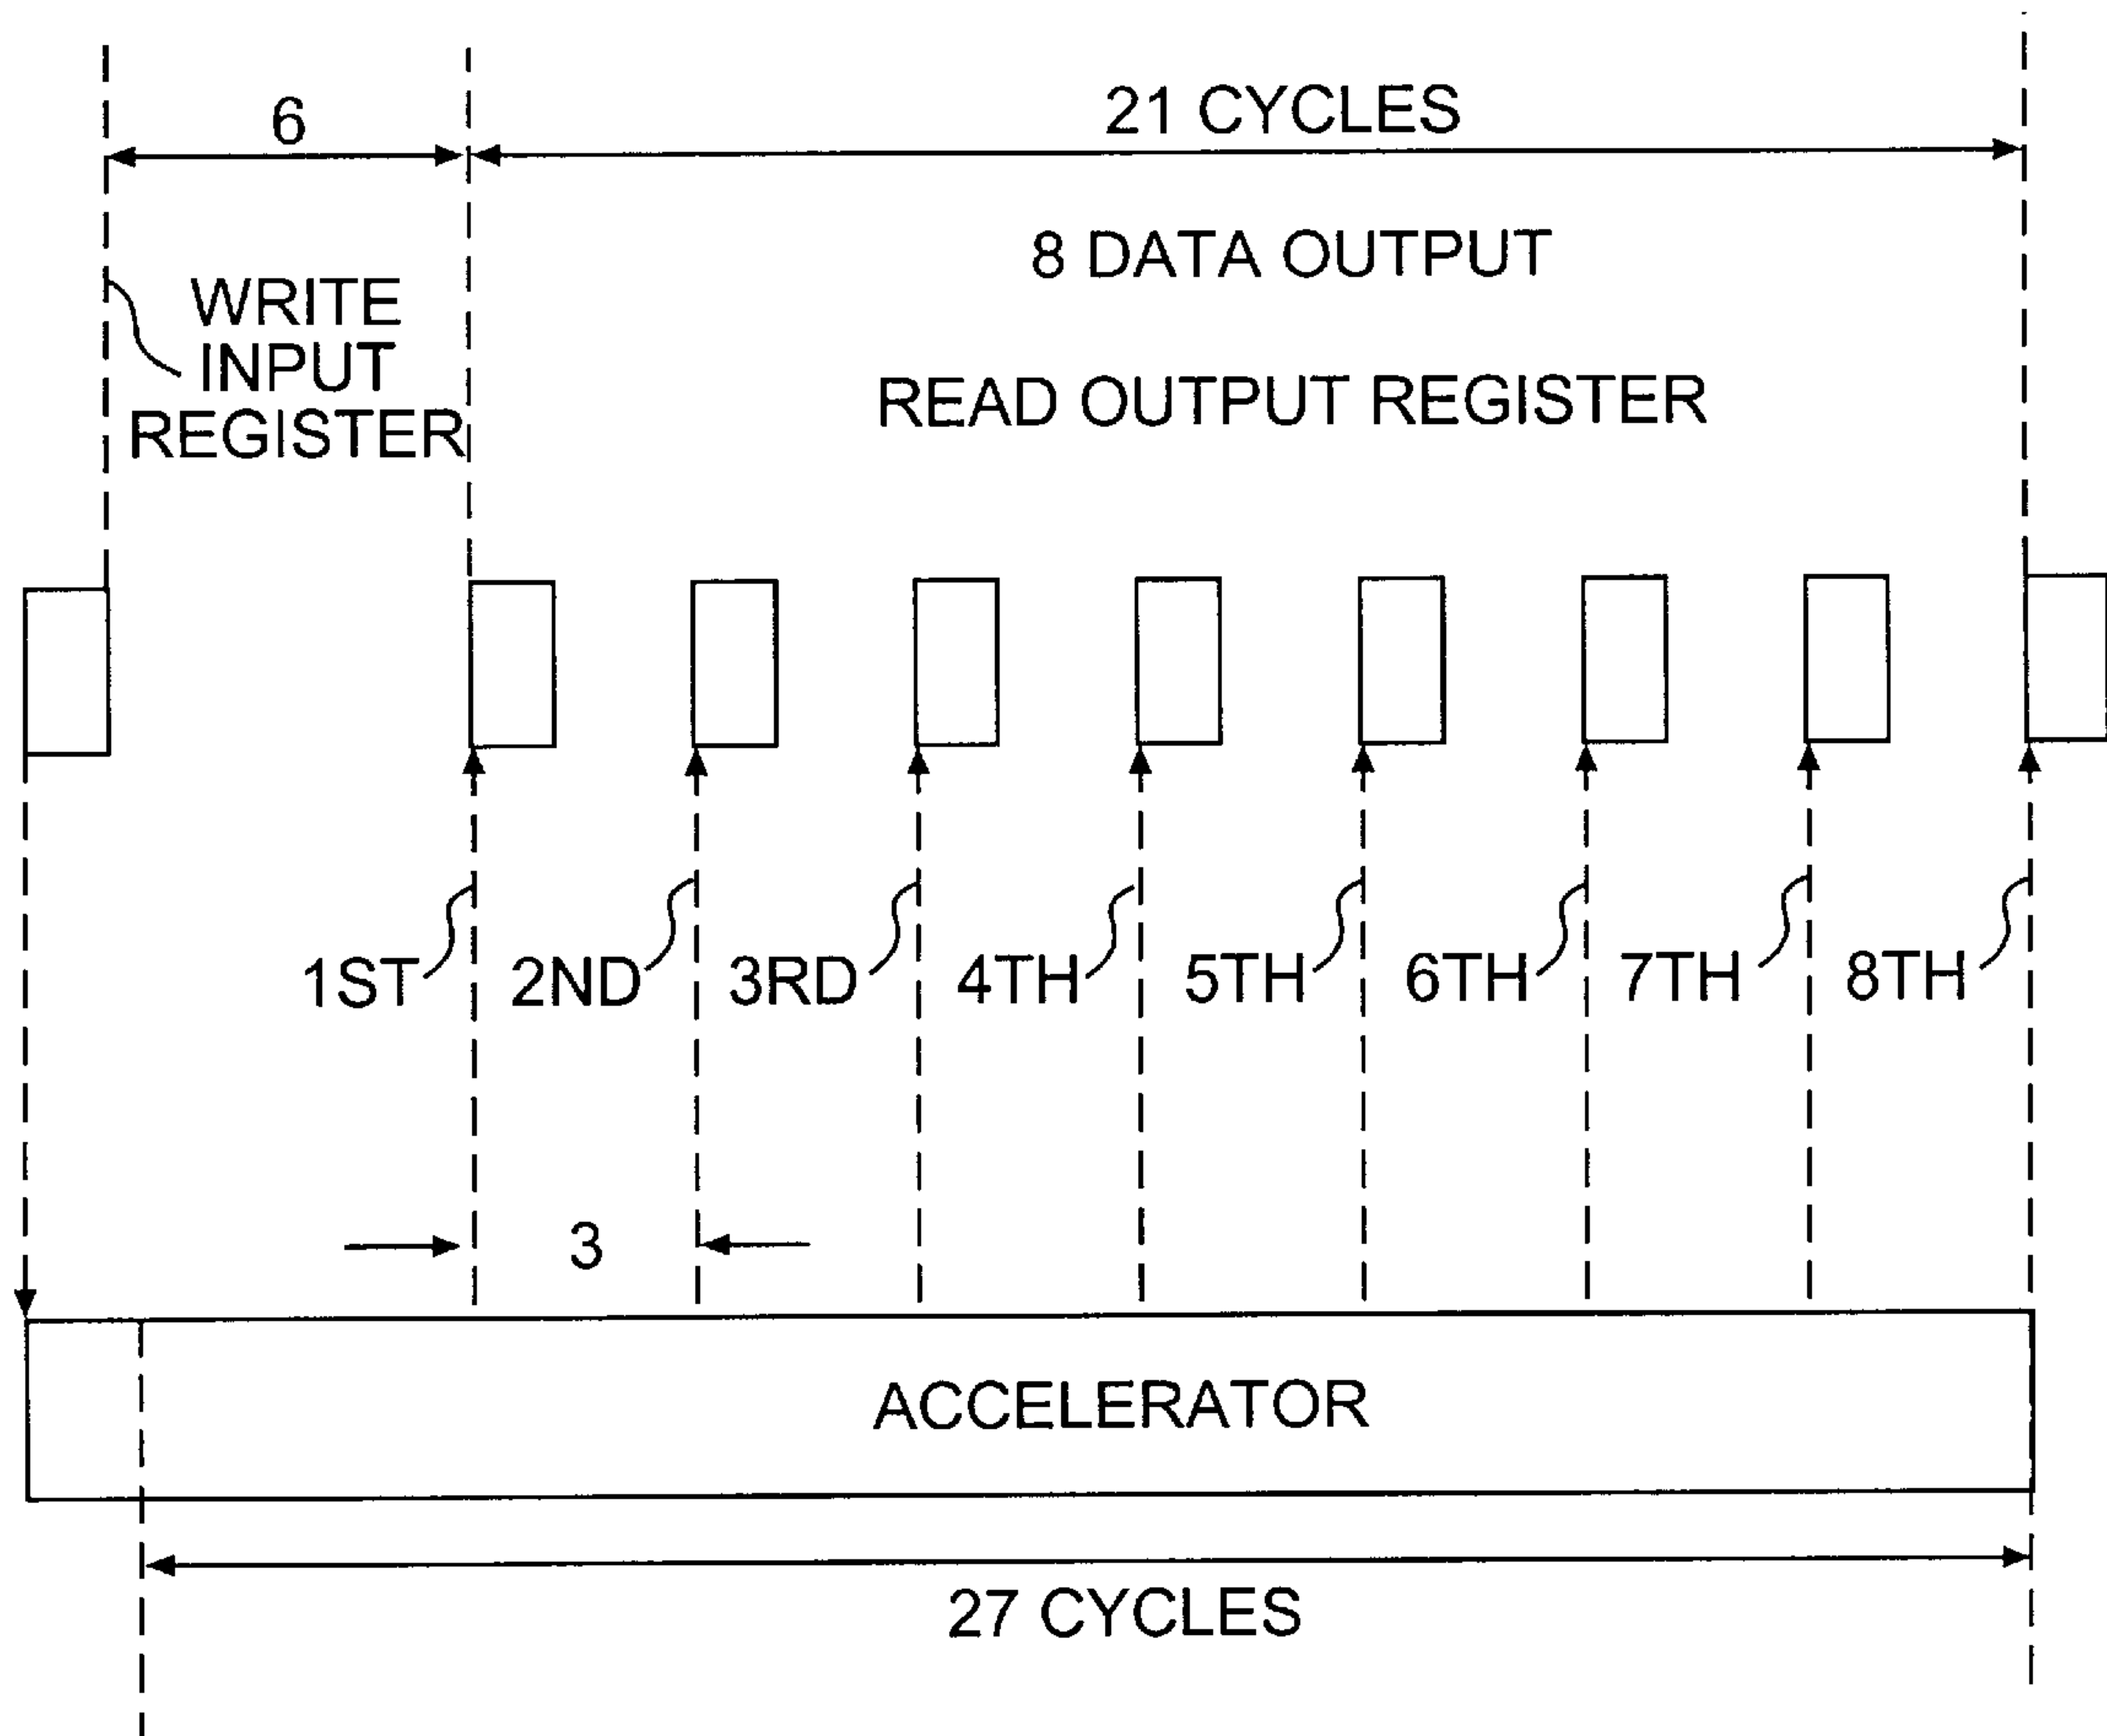 6
21 CYCLES
8 DATA OUTPUT
WRITE
INPUT
REGISTER
READ OUTPUT REGISTER
1ST
2ND
3RD
4TH
5TH
6TH
7TH
8TH
3
ACCELERATOR
27 CYCLES